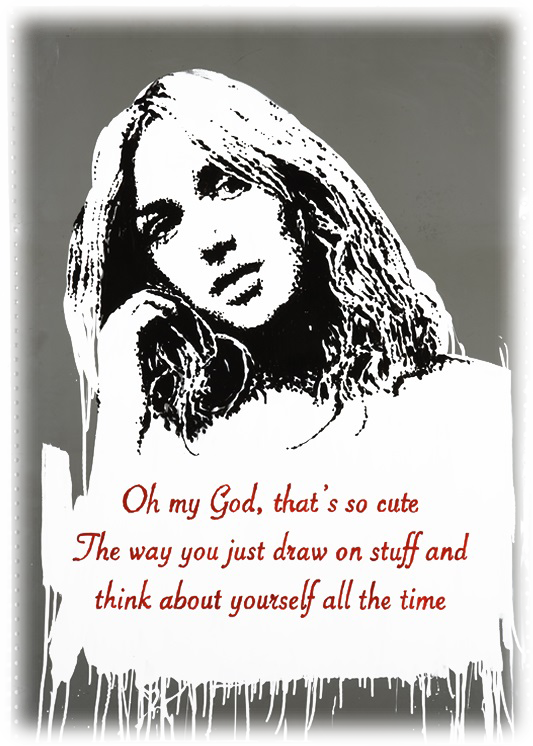 Oh my God, that's so cute
The way you just draw on stuff and
think about yourself all the time